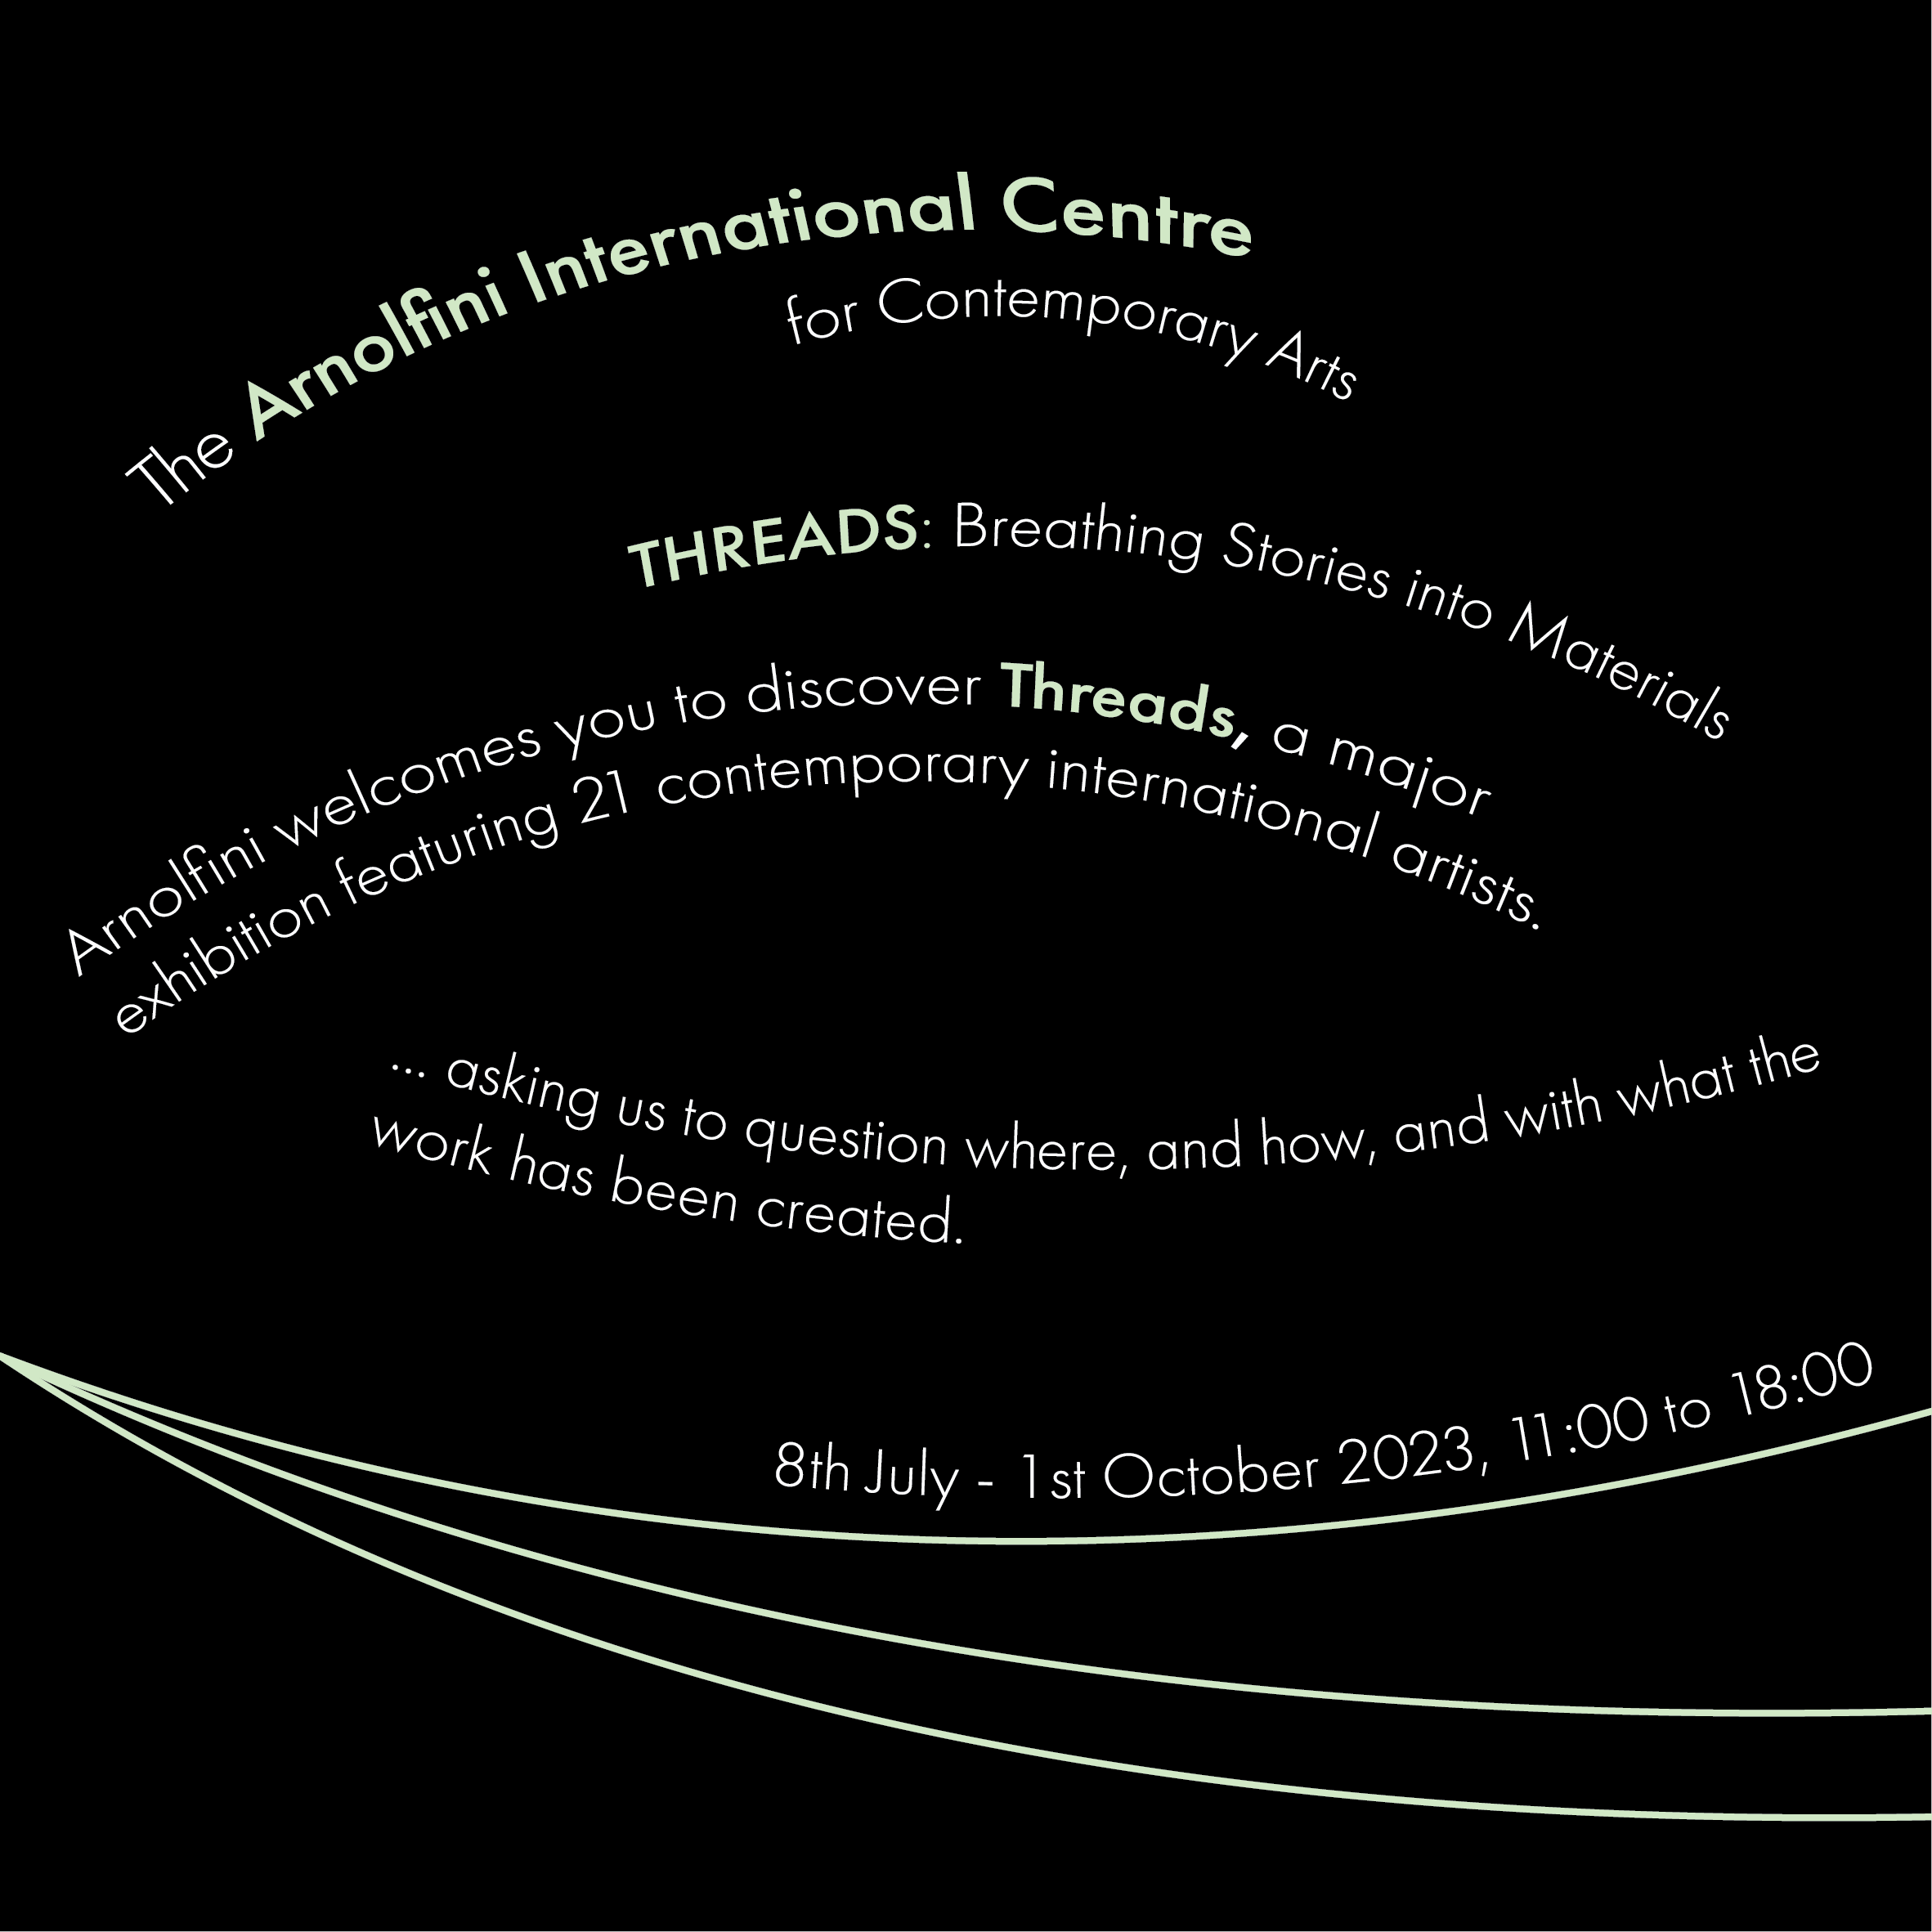 The Arnolfini International Centre
for Contemporary Arts
THREADS: Breathing Stories into Materials
Arnolfini welcomes you to discover Threads, a major
exhibition featuring 21 contemporary international artists.
... asking us to question where, and how, and with what the
work has been created.
8th July - 1st October 2023, 11:00 to 18:00